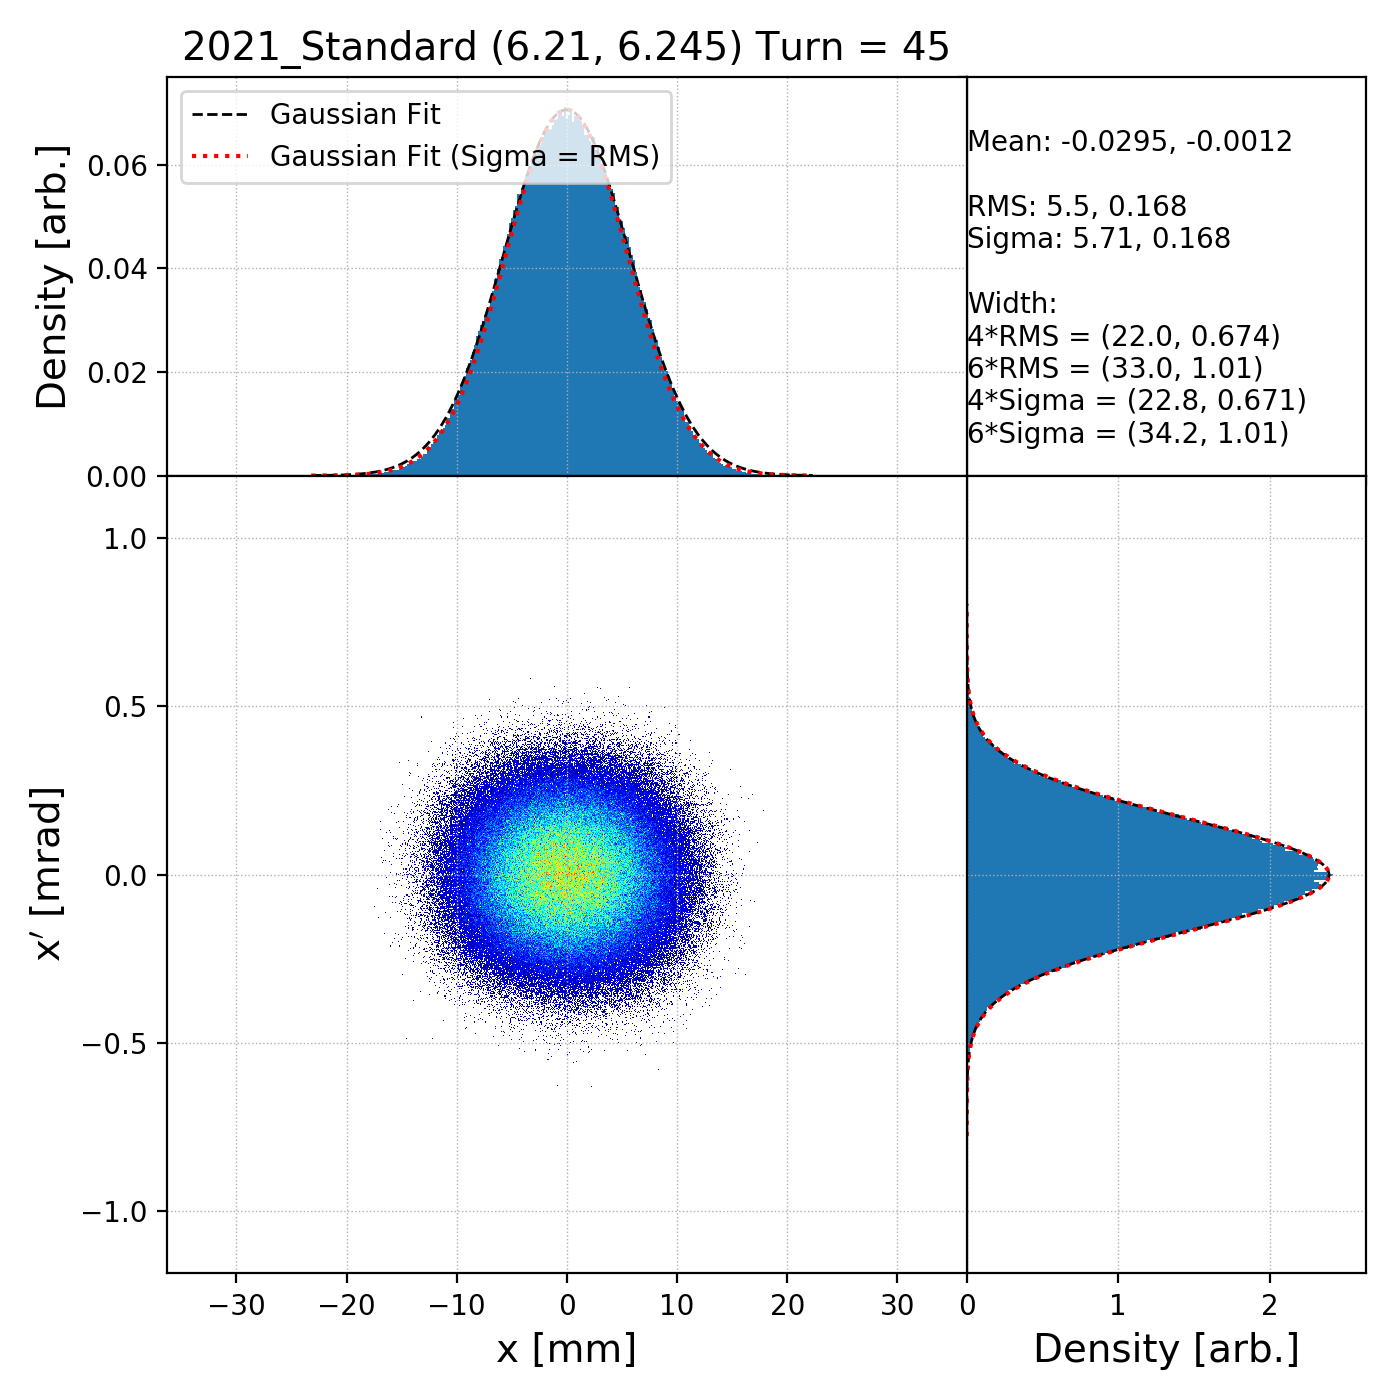 2021_Standard (6.21, 6.245) Turn = 45
Gaussian Fit
Gaussian Fit (Sigma = RMS)
Density [arb.]
0.06
0.04
0.02
0.00
Mean: -0.0295, -0.0012
RMS: 5.5, 0.168
Sigma: 5.71, 0.168
Width:
4*RMS = (22.0, 0.674)
6*RMS = (33.0, 1.01)
4*Sigma = (22.8, 0.671)
6*Sigma = (34.2, 1.01)
x′ [mrad]
1.0
0.5
0.0
−0.5
−1.0
−30 −20 −10 0 10 20 30
x [mm]
0 1 2
Density [arb.]